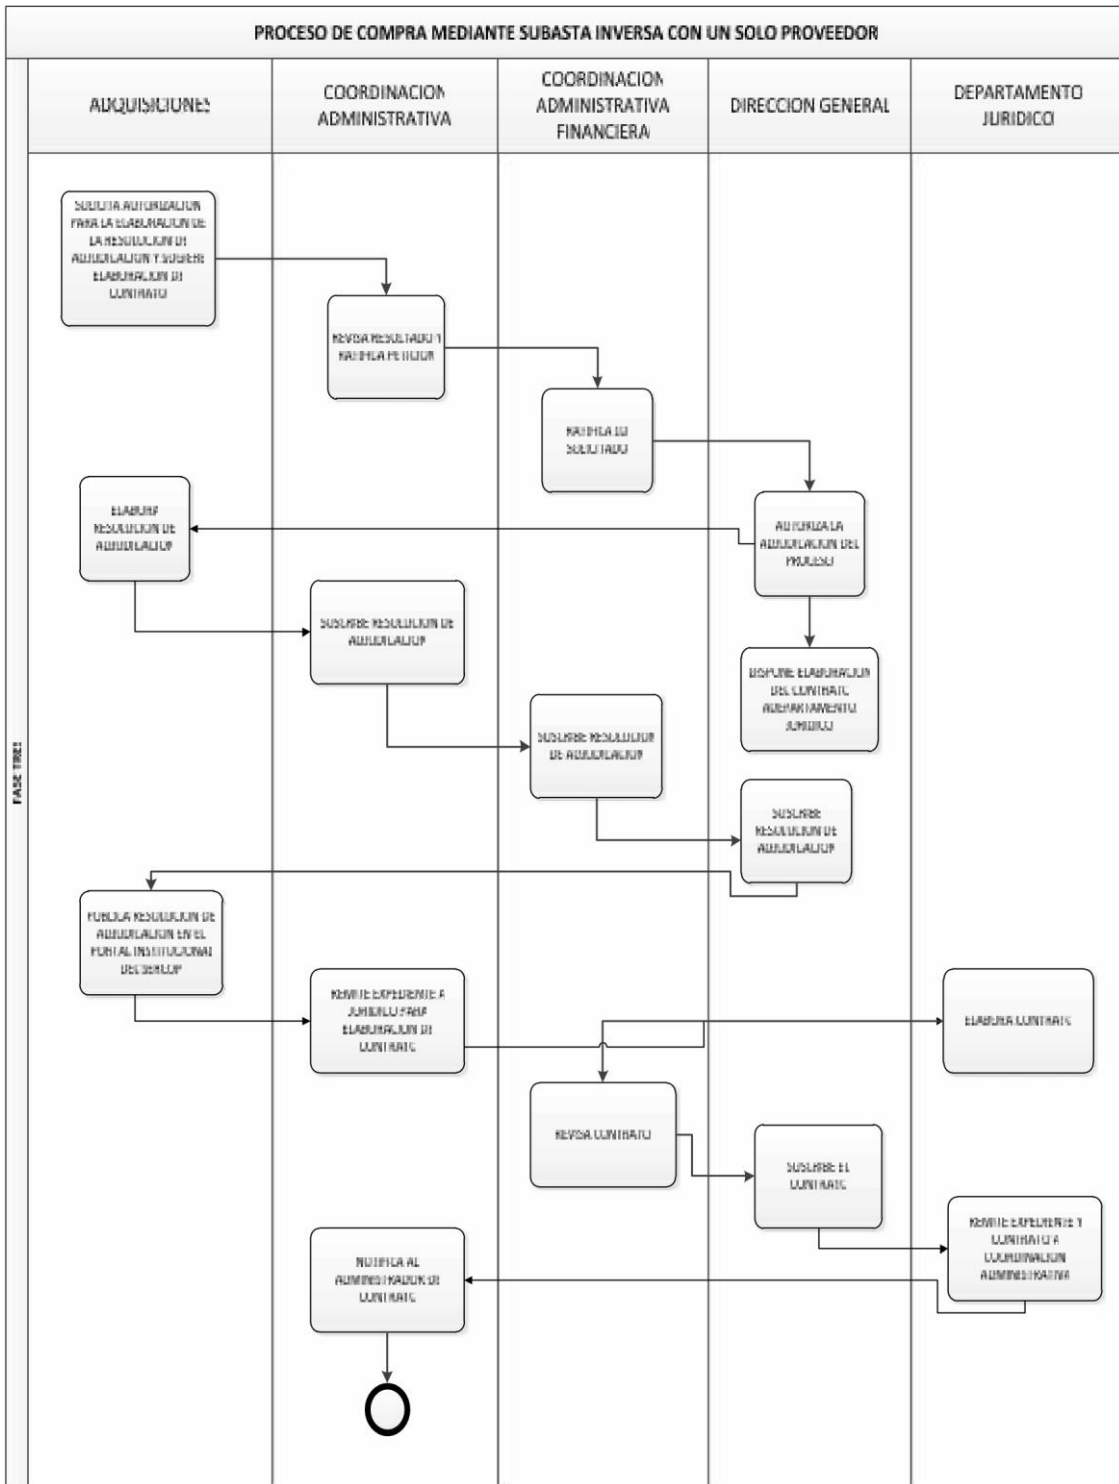 PROCESO DE COMPRA MEDIANTE SUBASTA INVERSA CON UN SOLO PROVEEDOR
ADQUISICIONES
COORDINACION
ADMINISTRATIVA
COORDINACION
ADMINISTRATIVA
FINANCIERA
DIRECCION GENERAL
DEPARTAMENTO
JURIDICO
FASE TRES
SOLICITA AUTORIZACION
PARA LA ELABORACION DE
LA RESOLUCION DE
ADJUDICACION Y SUGIERE
ELABORACION DE
CONTRATO
REVISA RESULTADO Y
RATIFICA PETICION
RATIFICA LO
SOLICITADO
AUTORIZA LA
ADJUDICACION DEL
PROCESO
ELABORA
RESOLUCION DE
ADJUDICACION
SUSCRIBE RESOLUCION DE
ADJUDICACION
DISPONE ELABORACION
DEL CONTRATO
ADEPARTAMENTO
JURIDICO
SUSCRIBE RESOLUCION
DE ADJUDICACION
SUSCRIBE
RESOLUCION DE
ADJUDICACION
PUBLICA RESOLUCION DE
ADJUDICACION EN EL
PORTAL INSTITUCIONAL
DEL SERCOP
REMITE EXPEDIENTE A
JURIDICO PARA
ELABORACION DE
CONTRATO
ELABORA CONTRATO
REVISA CONTRATO
SUSCRIBE EL
CONTRATO
REMITE EXPEDIENTE Y
CONTRATO A
COORDINACION
ADMINISTRATIVA
NOTIFICA AL
ADMINISTRADOR DE
CONTRATO